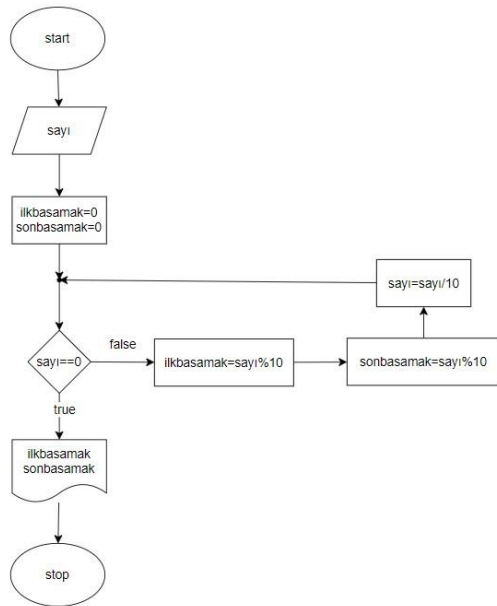 start
sayı
ilkbasamak=0
sonbasamak=0
sayı=sayı/10
sayı==0
false
ilkbasamak=sayı%10
sonbasamak=sayı%10
true
ilkbasamak
sonbasamak
stop